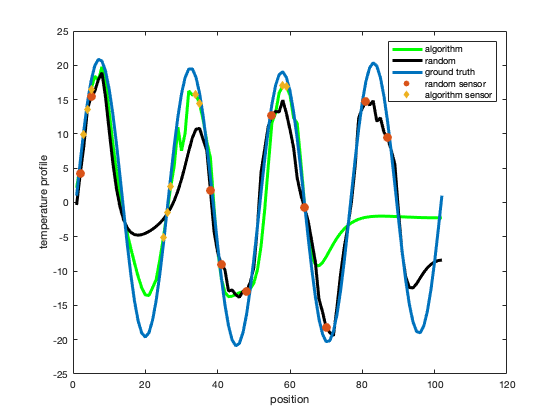 25
20
15
10
5
0
-5
-10
-15
-20
-25
temperature profile
algorithm
random
ground truth
random sensor
algorithm sensor
0 20 40 60 80 100 120
position